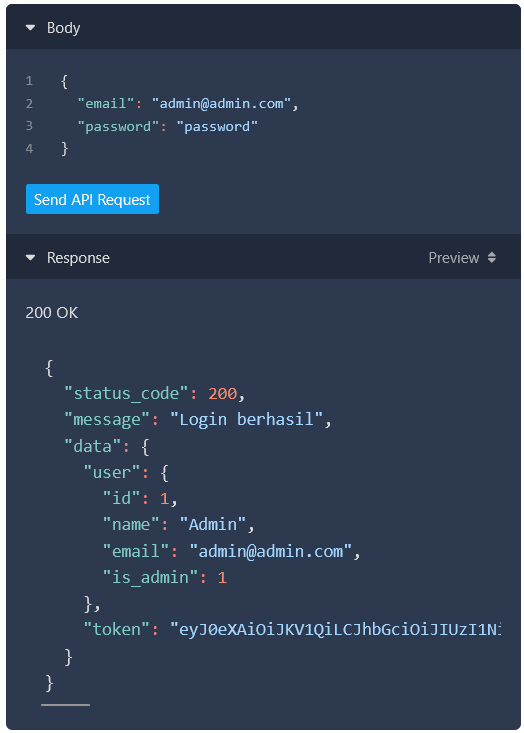 Body
1 {
2 "email": "admin@admin.com",
3 "password": "password"
4 }
Send API Request
Response Preview
200 OK
{
"status_code": 200,
"message": "Login berhasil",
"data": {
"user": {
"id": 1,
"name": "Admin",
"email": "admin@admin.com",
"is_admin": 1
},
"token": "eyJ0eXAiOiJKV1QiLCJhbGciOiJIUzI1Ni
}
}